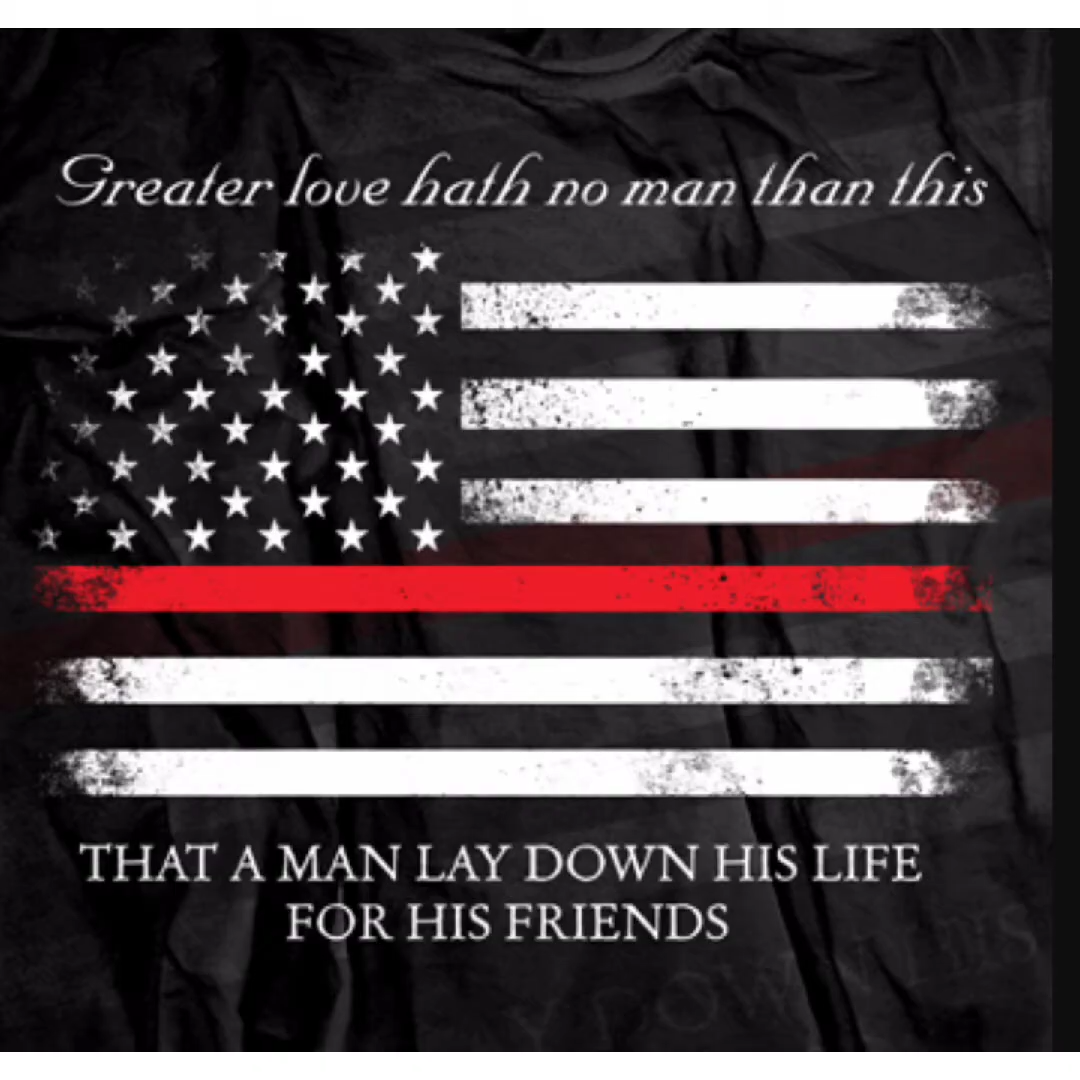 Greater love hath no man than this
THAT A MAN LAY DOWN HIS LIFE
FOR HIS FRIENDS